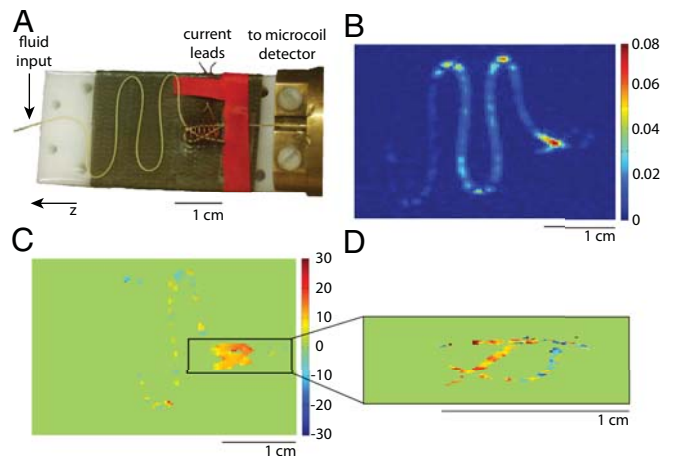 A
fluid
input
current
leads
to microcoil
detector
z
1 cm
B
0.08
0.06
0.04
0.02
0
1 cm
C
30
20
10
0
-10
-20
-30
1 cm
D
1 cm